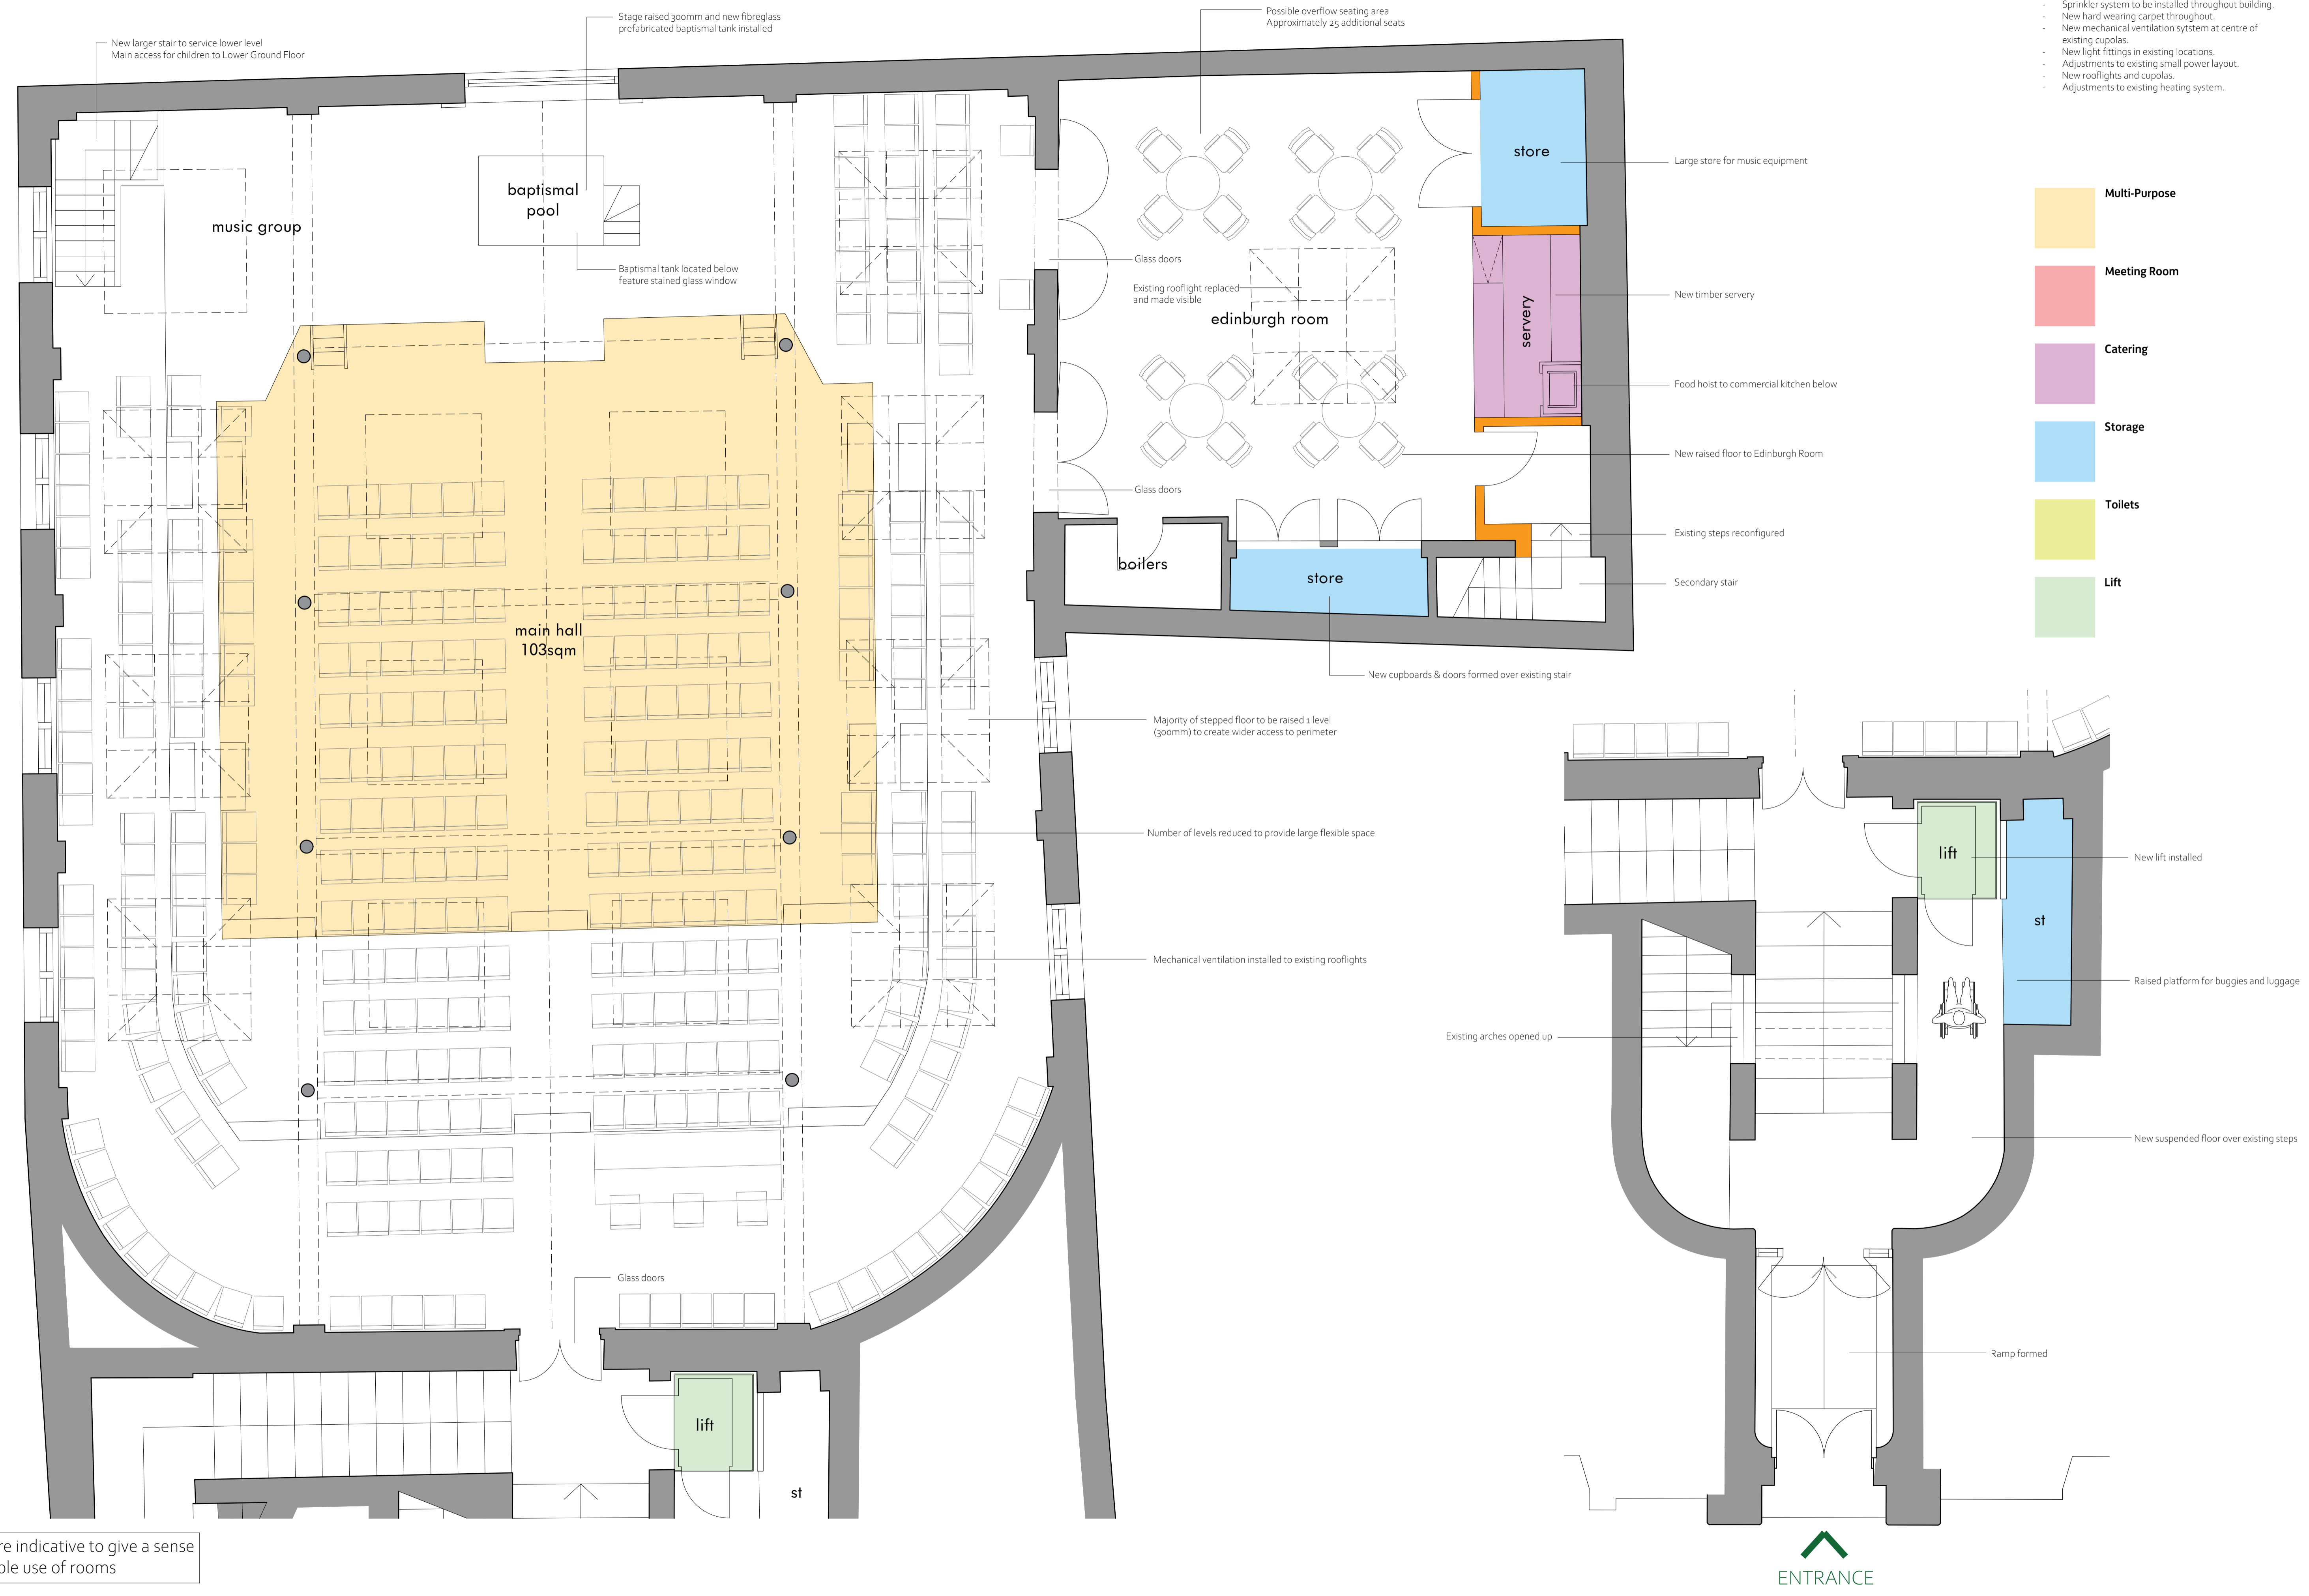 Sprinkler system to be installed throughout building.
- New hard wearing carpet throughout.
- New mechanical ventilation sytstem at centre of
existing cupolas.
- New light fittings in existing locations.
- Adjustments to existing small power layout.
- New rooflights and cupolas.
- Adjustments to existing heating system.
Stage raised 300mm and new fibreglass
prefabricated baptismal tank installed
Possible overflow seating area
Approximately 25 additional seats
New larger stair to service lower level
Main access for children to Lower Ground Floor
store
Large store for music equipment
baptismal
pool
music group
Baptismal tank located below
feature stained glass window
Glass doors
Existing rooflight replaced
and made visible
edinburgh room
servery
New timber servery
Food hoist to commercial kitchen below
New raised floor to Edinburgh Room
Glass doors
Existing steps reconfigured
boilers
store
Secondary stair
main hall
103sqm
New cupboards & doors formed over existing stair
Majority of stepped floor to be raised 1 level
(300mm) to create wider access to perimeter
Number of levels reduced to provide large flexible space
Mechanical ventilation installed to existing rooflights
Glass doors
lift
st
Multi-Purpose
Meeting Room
Catering
Storage
Toilets
Lift
lift
New lift installed
st
Raised platform for buggies and luggage
Existing arches opened up
New suspended floor over existing steps
Ramp formed
ENTRANCE
re indicative to give a sense
ble use of rooms